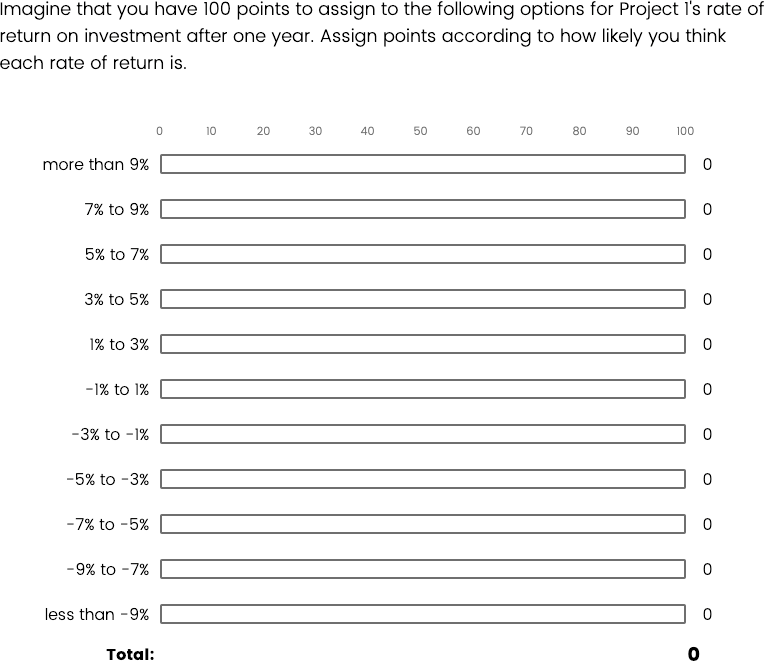 Imagine that you have 100 points to assign to the following options for Project 1's rate of
return on investment after one year. Assign points according to how likely you think
each rate of return is.
0 10 20 30 40 50 60 70 80 90 100
more than 9% 0
7% to 9% 0
5% to 7% 0
3% to 5% 0
1% to 3% 0
-1% to 1% 0
-3% to -1% 0
-5% to -3% 0
-7% to -5% 0
-9% to -7% 0
less than -9% 0
Total: 0